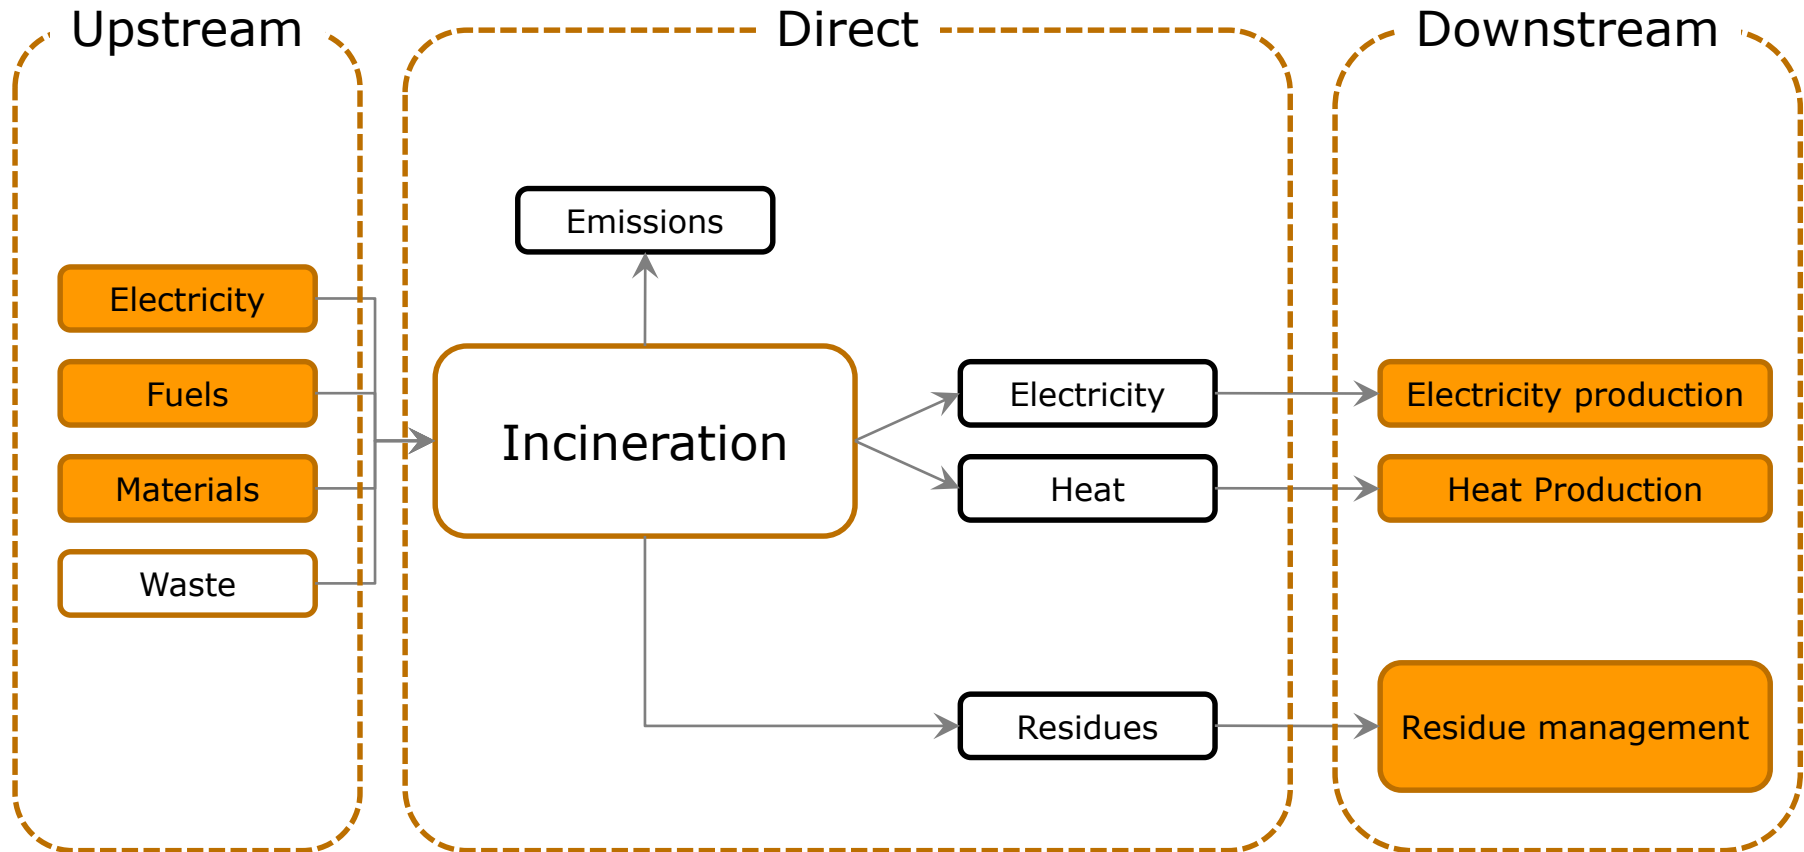 Upstream
Direct
Downstream
Emissions
Electricity
Fuels
Materials
Waste
Incineration
Electricity
Heat
Residues
Electricity production
Heat Production
Residue management